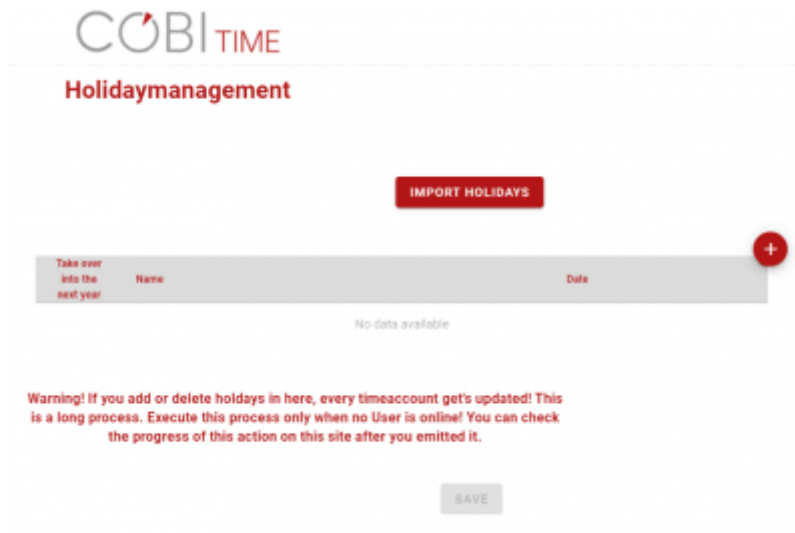 COBI TIME
Holidaymanagement
IMPORT HOLIDAYS
+
Take over
into the
next year
Name
Date
No data available
Warning! If you add or delete holdays in here, every timeaccount get's updated! This
is a long process. Execute this process only when no User is online! You can check
the progress of this action on this site after you emitted it.
SAVE